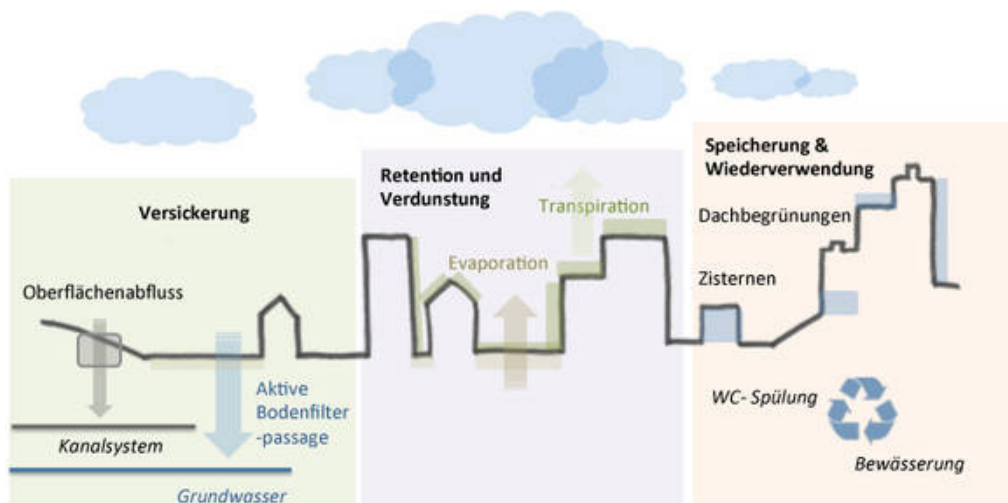 Versickerung
Oberflächenabfluss
Aktive
Bodenfilter
-passage
Kanalsystem
Grundwasser
Retention und
Verdunstung
Transpiration
Evaporation
Speicherung &
Wiederverwendung
Dachbegrünungen
Zisternen
WC- Spülung
Bewässerung